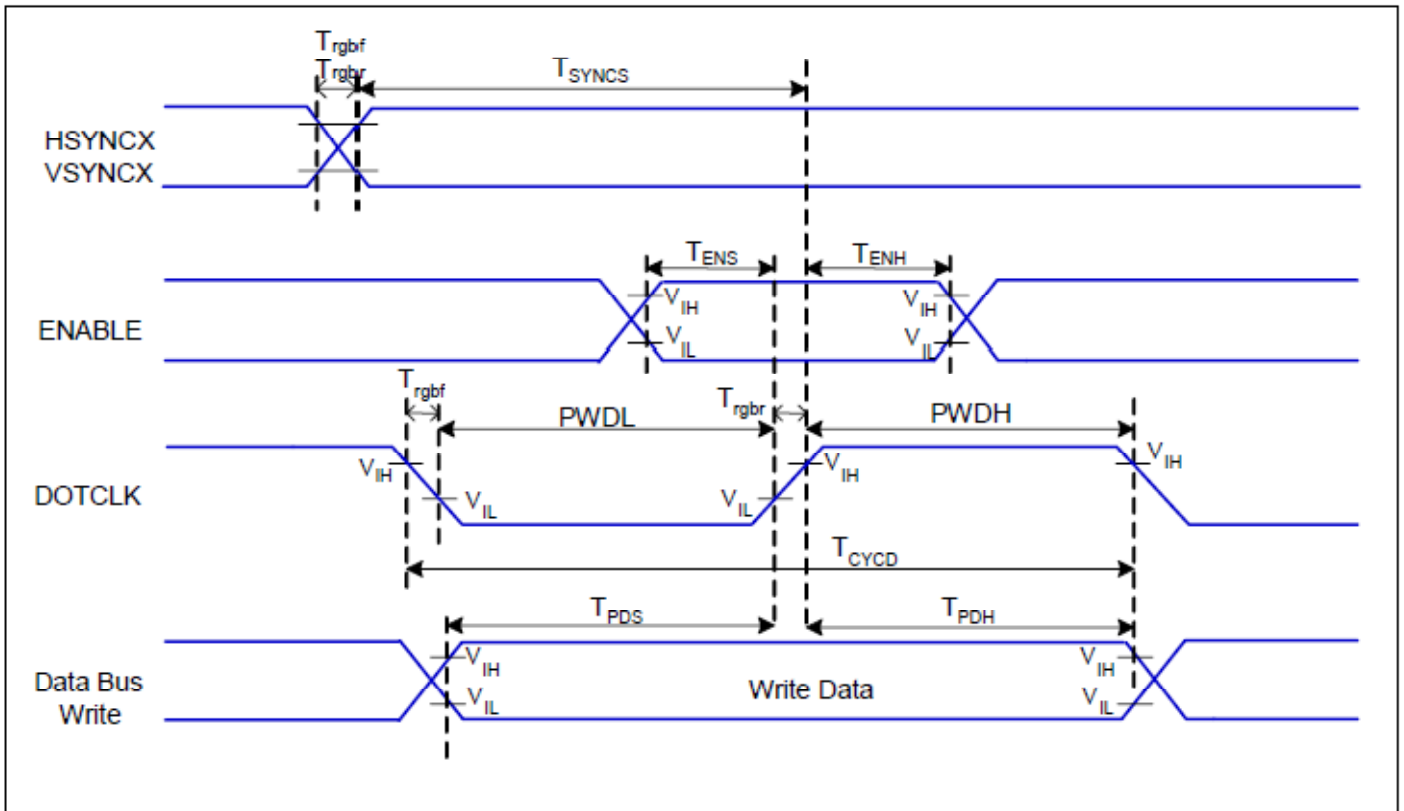 Trgbf
Trgbr
TSYNCS
HSYNCX
VSYNCX
TENS
TENH
VIH
VIH
ENABLE
VIL
VIL
Trgbf
Trgbr
PWDL
PWDH
VIH
VIH
VIH
DOTCLK
VIL
VIL
TCYCD
TPDS
TPDH
VIH
VIH
Data Bus
Write
Write Data
VIL
VIL